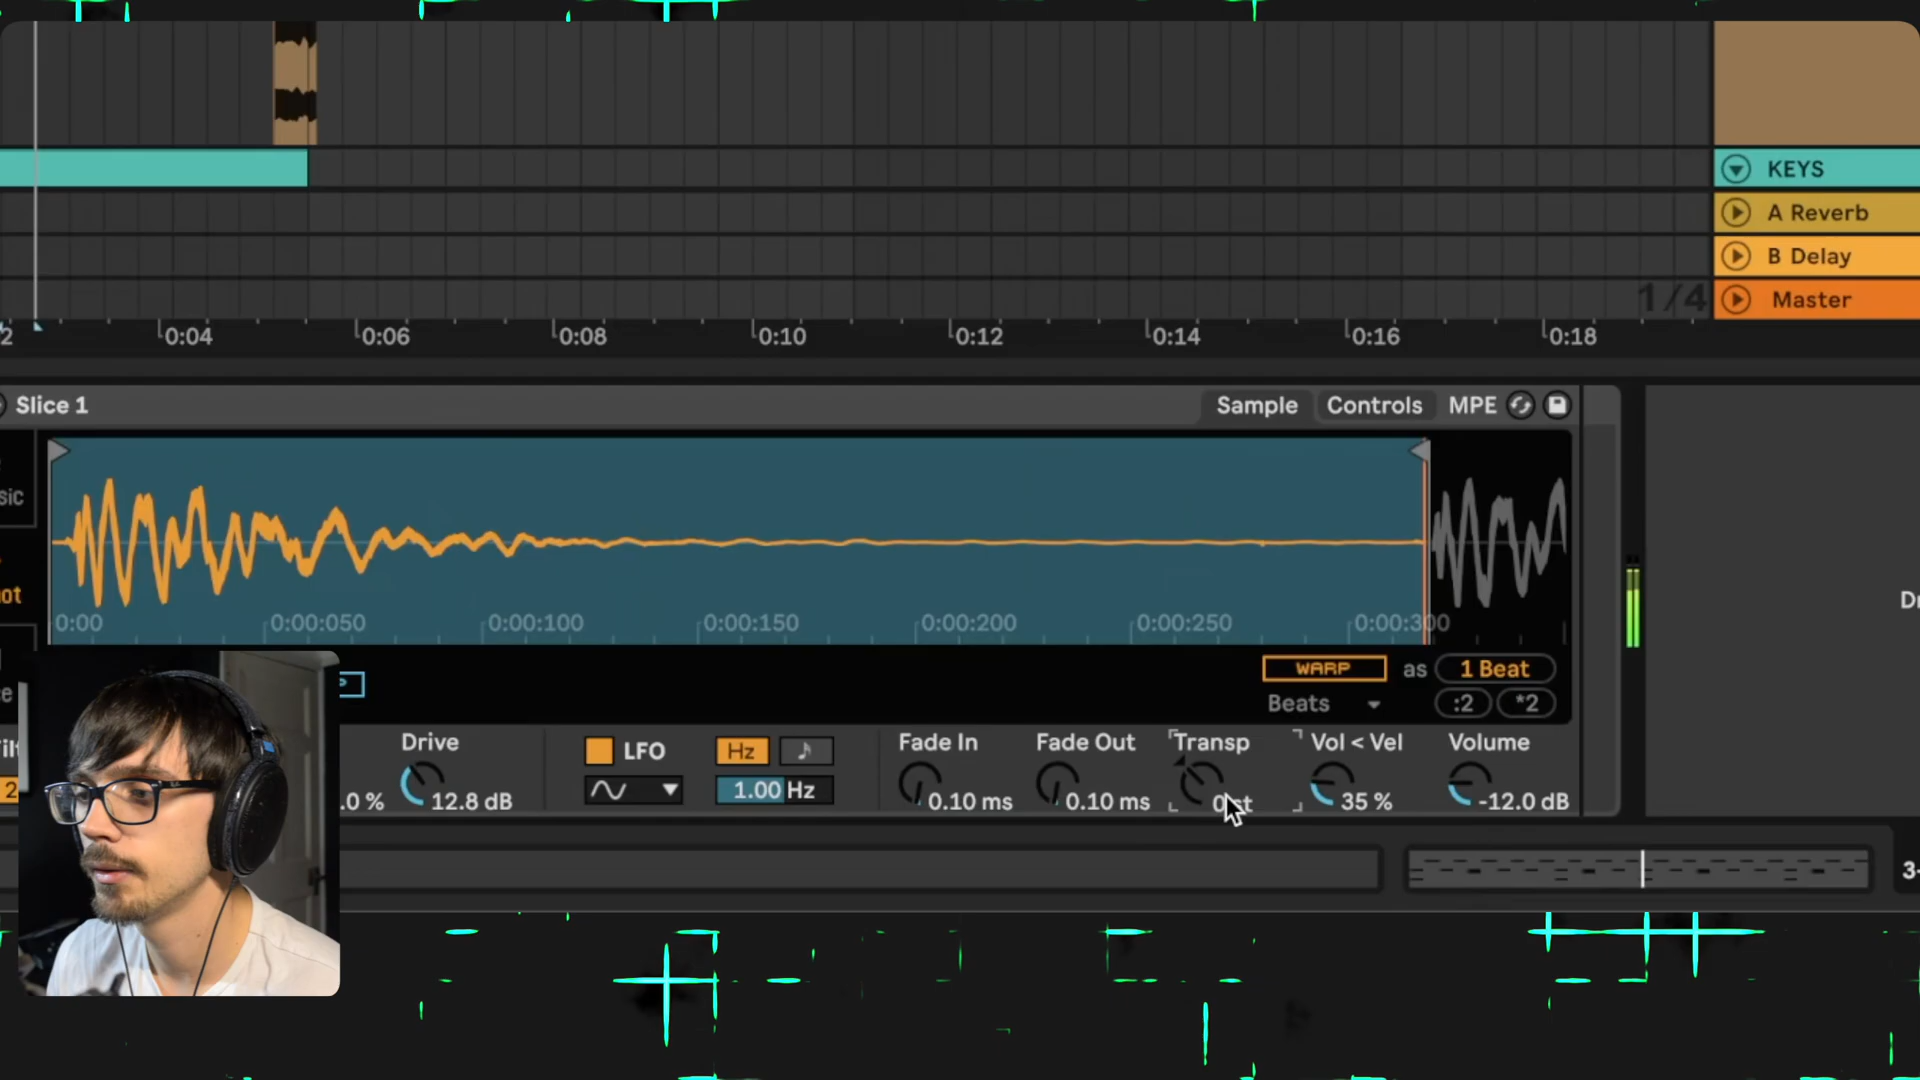 KEYS
A Reverb
B Delay
1/4
Master
2
0:04
0:06
0:08
0:10
0:12
0:14
0:16
0:18
Slice 1
Sample
Controls
MPE
0:00
0:00:050
0:00:100
0:00:150
0:00:200
0:00:250
0:00:300
WARP
as
1 Beat
Beats
:2
*2
Drive
LFO
Hz
Fade In
Fade Out
Transp
Vol < Vel
Volume
2
.0 %
12.8 dB
1.00 Hz
0.10 ms
0.10 ms
35 %
-12.0 dB